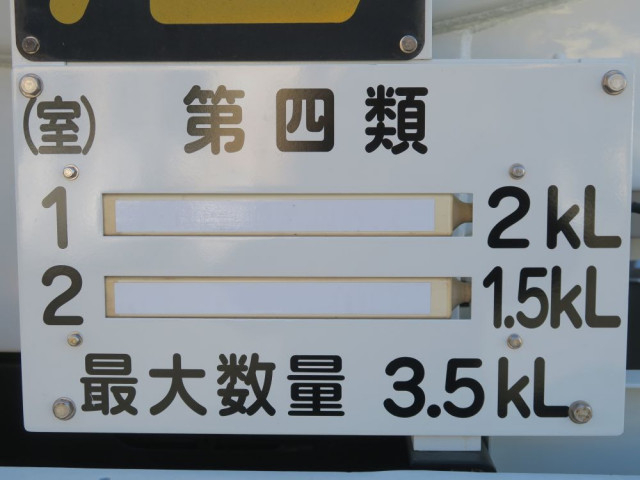 (室) 第四類
1 2kL
2 1.5kL
最大数量 3.5kL